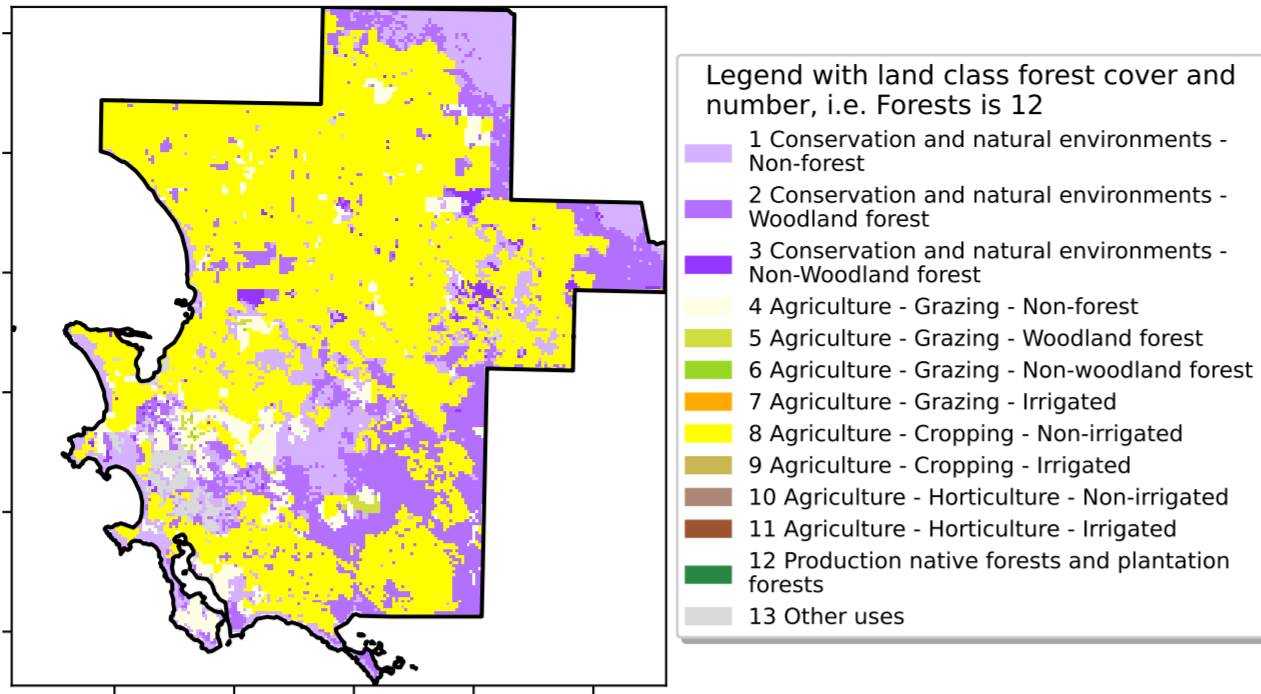 Legend with land class forest cover and
number, i.e. Forests is 12
1 Conservation and natural environments -
Non-forest
2 Conservation and natural environments -
Woodland forest
3 Conservation and natural environments -
Non-Woodland forest
4 Agriculture - Grazing - Non-forest
5 Agriculture - Grazing - Woodland forest
6 Agriculture - Grazing - Non-woodland forest
7 Agriculture - Grazing - Irrigated
8 Agriculture - Cropping - Non-irrigated
9 Agriculture - Cropping - Irrigated
10 Agriculture - Horticulture - Non-irrigated
11 Agriculture - Horticulture - Irrigated
12 Production native forests and plantation
forests
13 Other uses